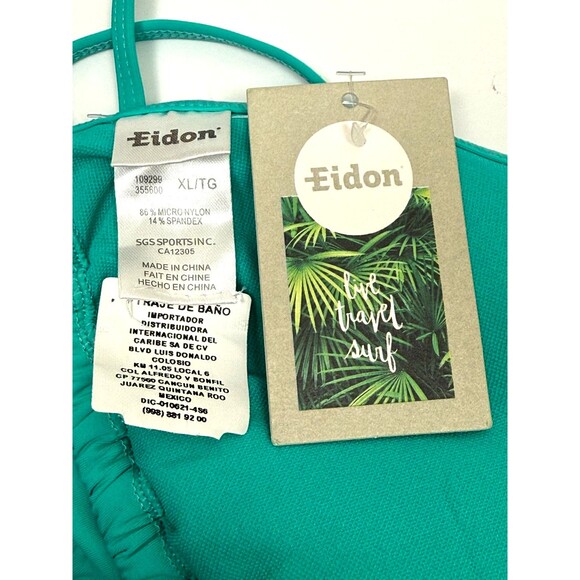 Eidon
109299
355600
XL/TG
86% MICRO NYLON
14% SPANDEX
SGS SPORTS INC.
CA12305
MADE IN CHINA
FAIT EN CHINE
HECHO EN CHINA
TRAJE DE BAÑO
IMPORTADOR
DISTRIBUIDORA
INTERNACIONAL DEL
CARIBE SA DE CV
BLVD LUIS DONALDO
COLOSIO
KM 11.05 LOCAL 6
COL ALFREDO V BONFIL
CP 77500 CANCUN BENITO
JUAREZ QUINTANA ROO
MEXICO
DIC-010621-4S6
(998) 881 92 00
Eidon
live
travel
surf